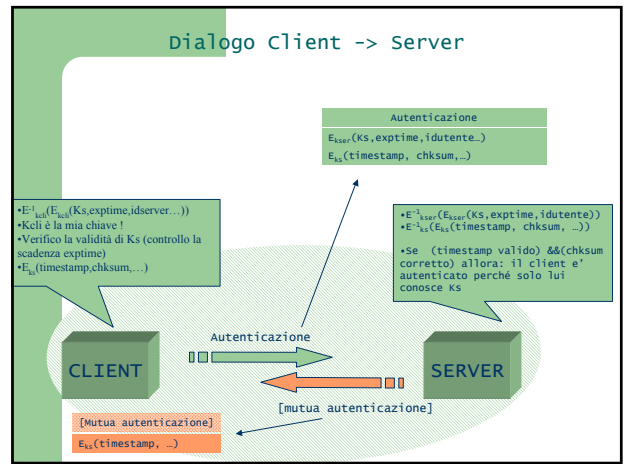 Dialogo Client -> Server
Autenticazione
Ekser(Ks,exptime,idutente…)
Eks(timestamp, chksum,…)
•E-1kcli(Ekcli(Ks,exptime,idserver…))
•Kcli è la mia chiave !
•Verifico la validità di Ks (controllo la
scadenza exptime)
•Eks(timestamp,chksum,…)
•E-1kser(Ekser(Ks,exptime,idutente))
•E-1ks(Eks(timestamp, chksum, …))
•Se (timestamp valido) &&(chksum
corretto) allora: il client e’
autenticato perché solo lui
conosce Ks
Autenticazione
CLIENT
SERVER
[mutua autenticazione]
[Mutua autenticazione]
Eks(timestamp, …)